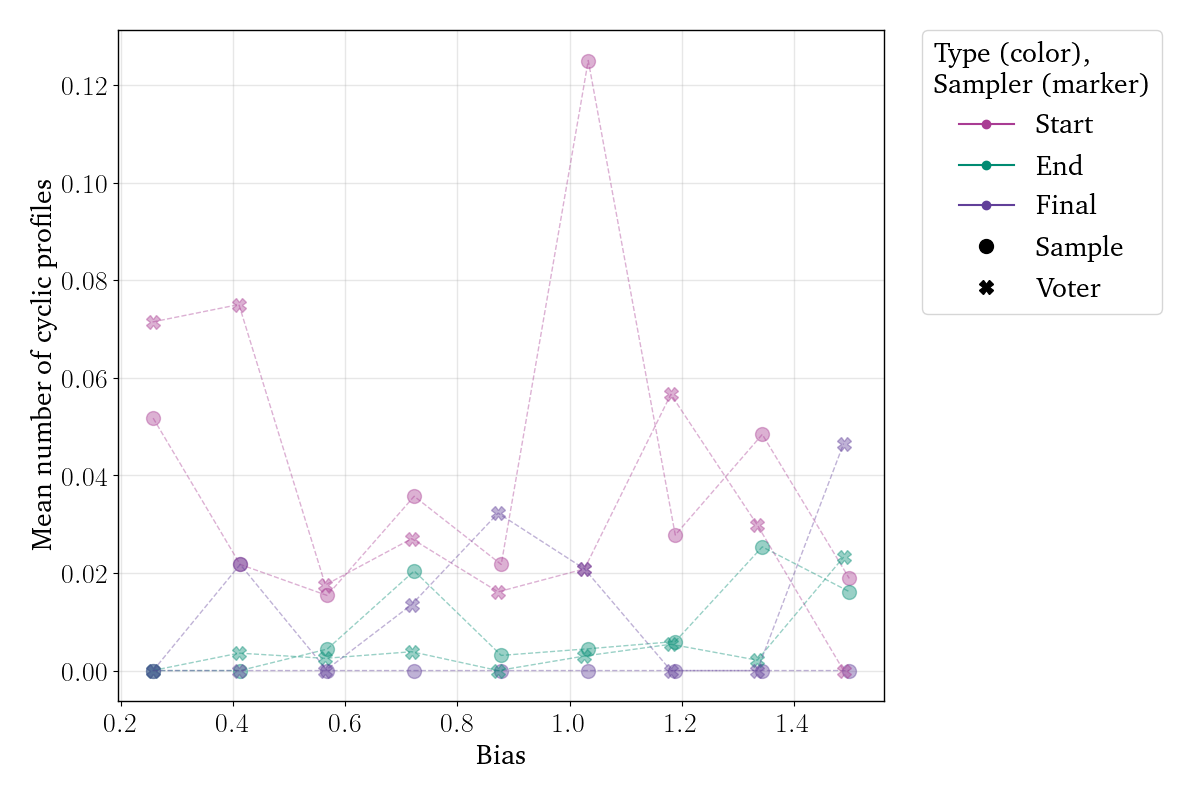 Type (color),
Sampler (marker)
Start
End
Final
Sample
Voter
Mean number of cyclic profiles
0.12
0.10
0.08
0.06
0.04
0.02
0.00
0.2 0.4 0.6 0.8 1.0 1.2 1.4
Bias